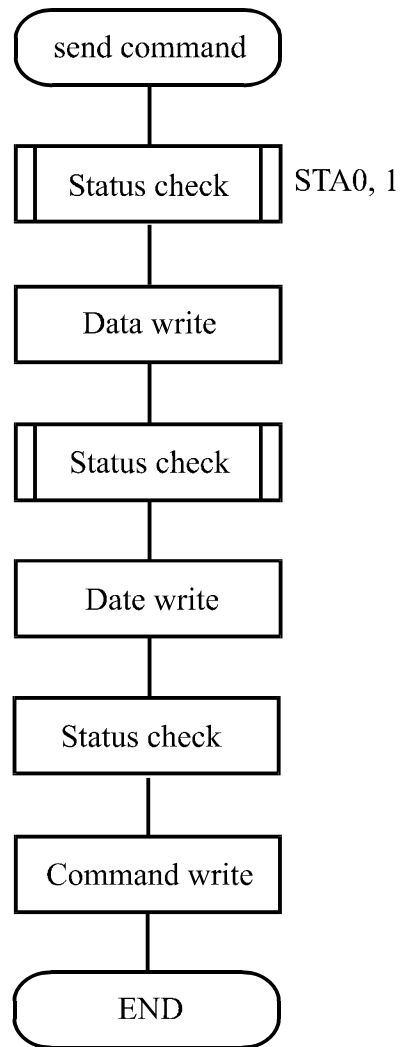 send command
Status check
STA0, 1
Data write
Status check
Date write
Status check
Command write
END